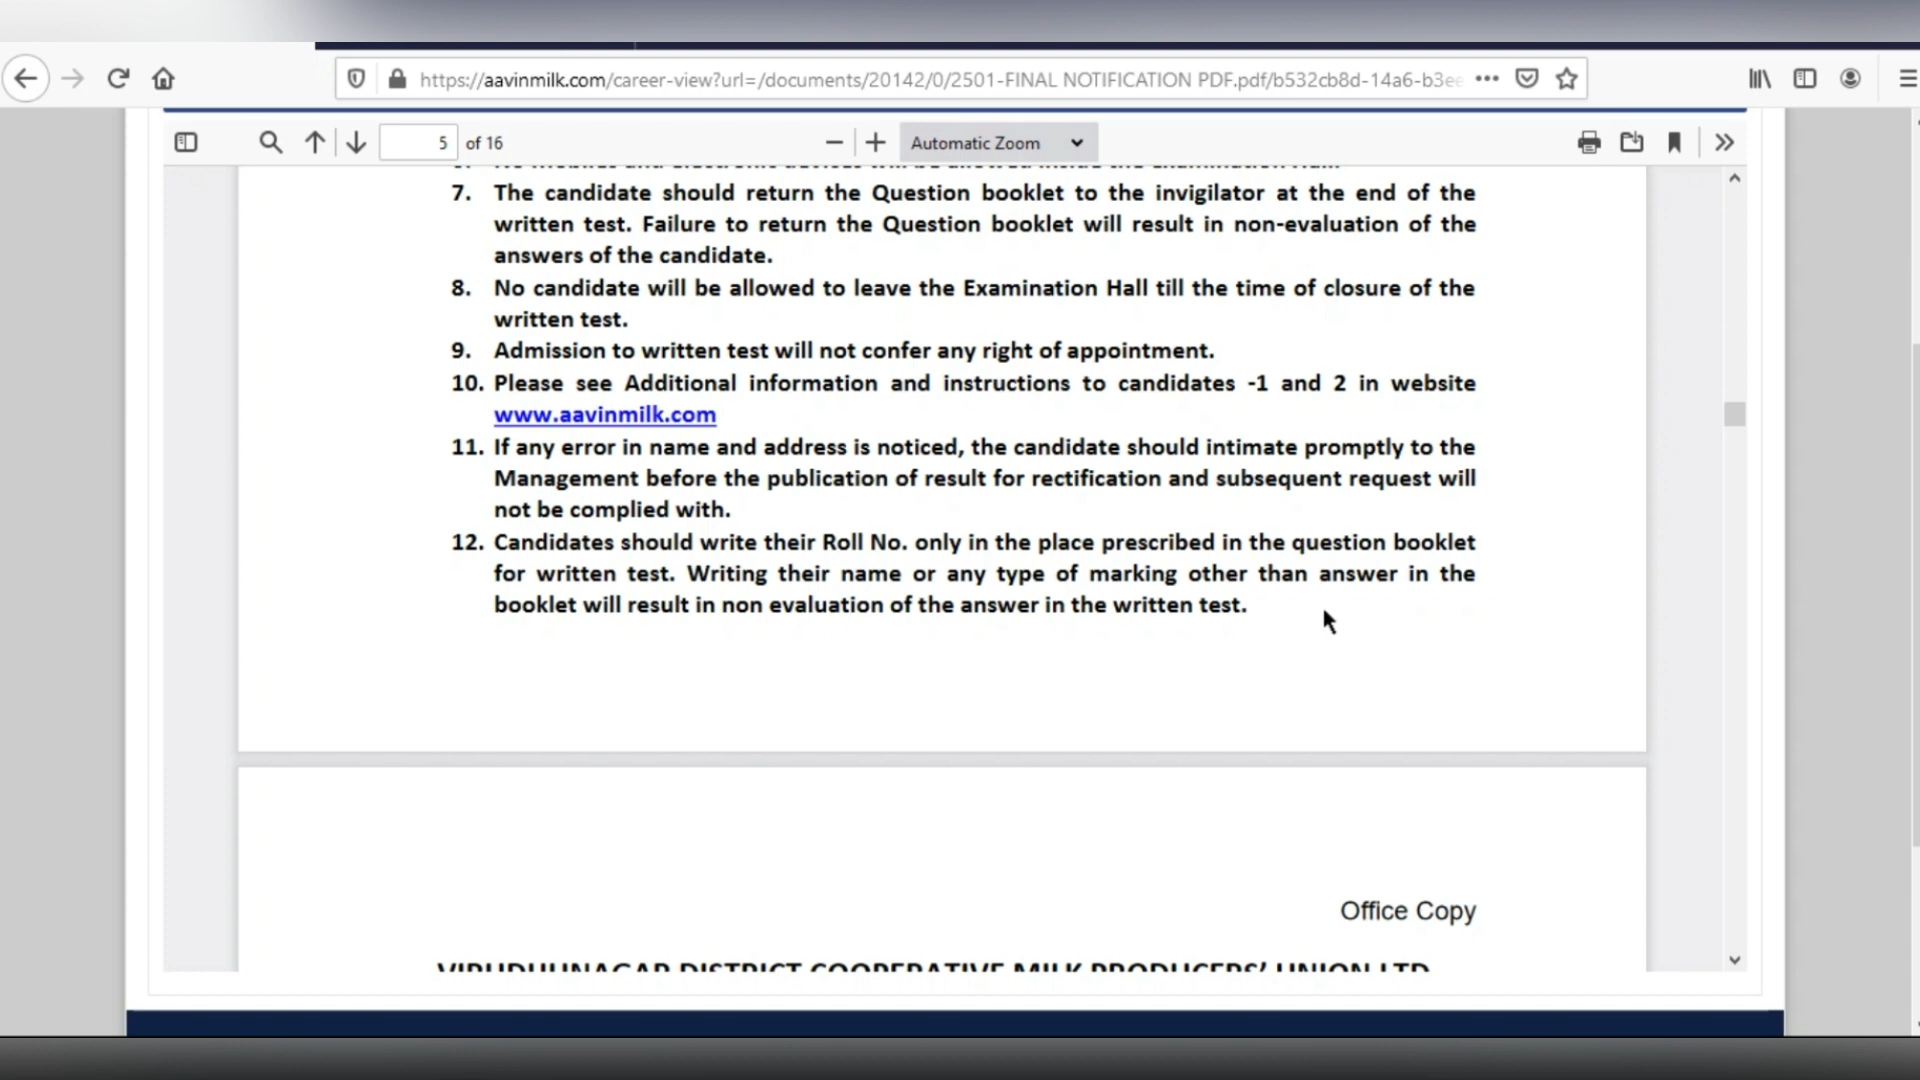 https://aavinmilk.com/career-view?url=/documents/20142/0/2501-FINAL NOTIFICATION PDF.pdf/b532cb8d-14a6-b3ee
5 of 16
Automatic Zoom
7. The candidate should return the Question booklet to the invigilator at the end of the
written test. Failure to return the Question booklet will result in non-evaluation of the
answers of the candidate.
8. No candidate will be allowed to leave the Examination Hall till the time of closure of the
written test.
9. Admission to written test will not confer any right of appointment.
10. Please see Additional information and instructions to candidates -1 and 2 in website
www.aavinmilk.com
11. If any error in name and address is noticed, the candidate should intimate promptly to the
Management before the publication of result for rectification and subsequent request will
not be complied with.
12. Candidates should write their Roll No. only in the place prescribed in the question booklet
for written test. Writing their name or any type of marking other than answer in the
booklet will result in non evaluation of the answer in the written test.
Office Copy
VIRUDHUNAGAR DISTRICT COOPERATIVE MILK PRODUCERS' UNION LTD